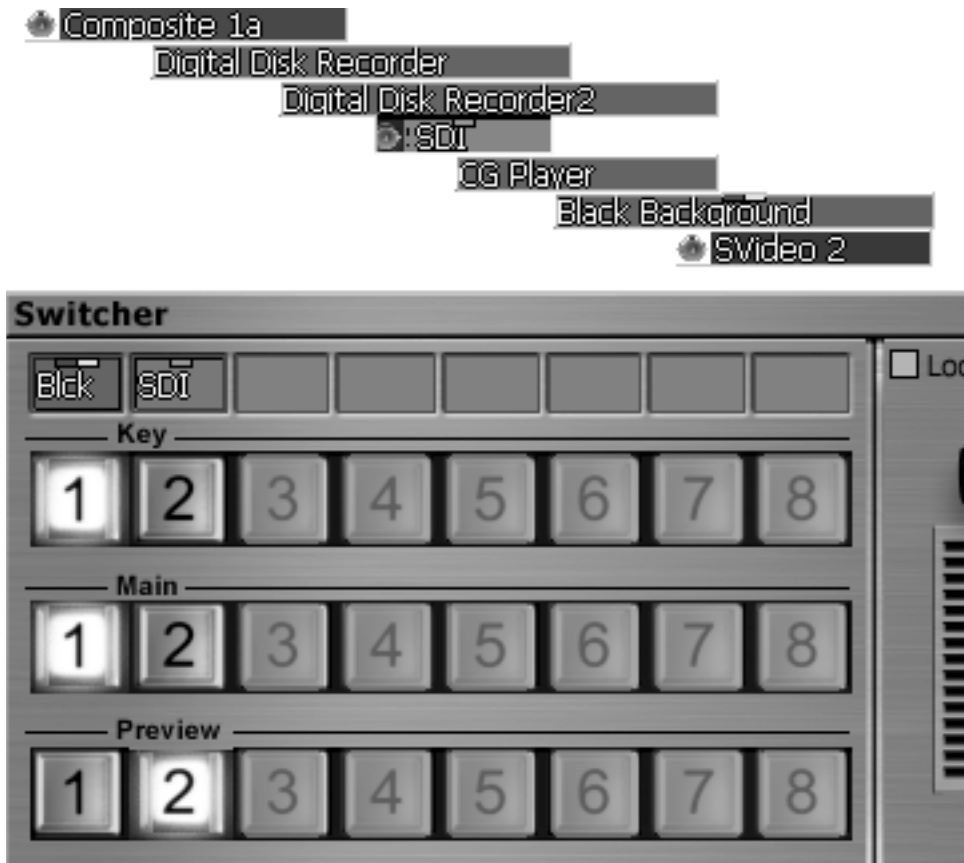 Composite 1a
Digital Disk Recorder
Digital Disk Recorder2
:SDI
CG Player
Black Background
SVideo 2
Switcher
Blck SDI
Loc
Key
1 2 3 4 5 6 7 8
Main
1 2 3 4 5 6 7 8
Preview
1 2 3 4 5 6 7 8